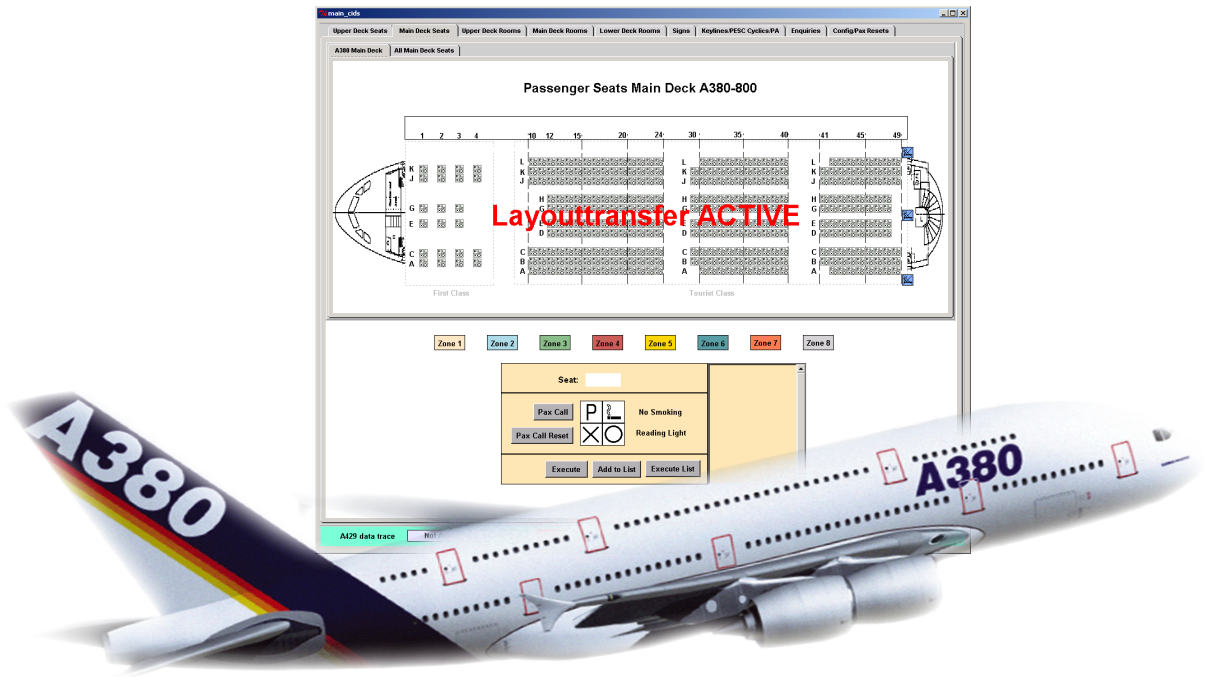 main_cids
Upper Deck Seats Main Deck Seats Upper Deck Rooms Main Deck Rooms Lower Deck Rooms Signs Keylines/PESC Cyclics/PA Enquiries Config/Pax Resets
A380 Main Deck All Main Deck Seats
Passenger Seats Main Deck A380-800
1 2 3 4 10 12 15 20 24 30 35 40 41 45 49
L L L
K K K K
J J J J
H H
G G
Layouttransfer ACTIVE
E E E E
D D D
C C C C
B B B
A A A A
First Class Tourist Class
Zone 1 Zone 2 Zone 3 Zone 4 Zone 5 Zone 6 Zone 7 Zone 8
Seat:
Pax Call P No Smoking
Pax Call Reset Reading Light
Execute Add to List Execute List
A429 data trace Not
A380
A380